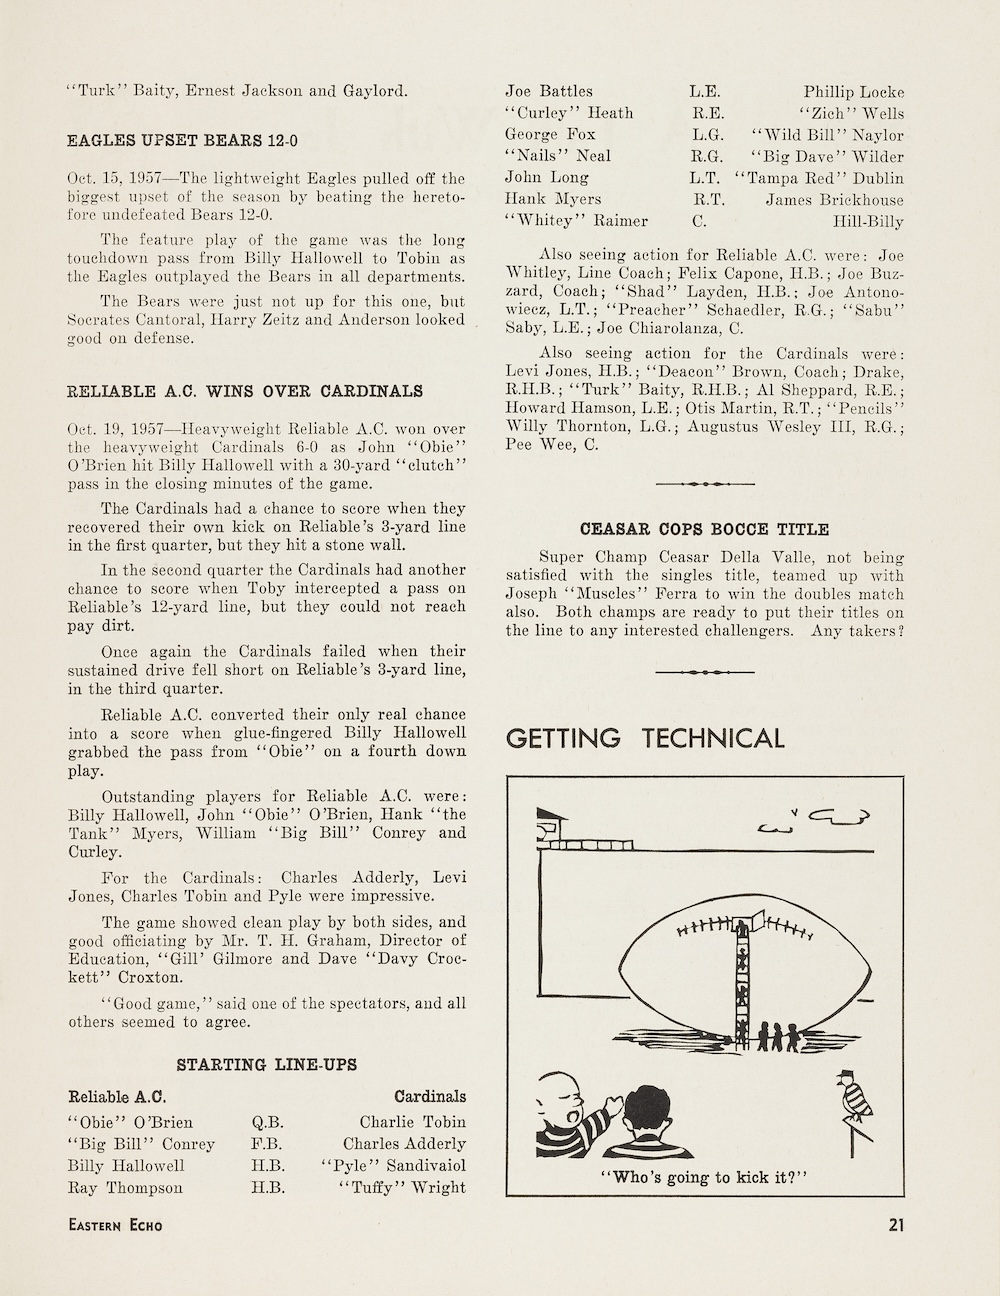 “Turk” Baity, Ernest Jackson and Gaylord.
EAGLES UPSET BEARS 12-0
Oct. 15, 1957—The lightweight Eagles pulled off the
biggest upset of the season by beating the hereto-
fore undefeated Bears 12-0.
The feature play of the game was the long
touchdown pass from Billy Hallowell to Tobin as
the Eagles outplayed the Bears in all departments.
The Bears were just not up for this one, but
Socrates Cantoral, Harry Zeitz and Anderson looked
good on defense.
RELIABLE A.C. WINS OVER CARDINALS
Oct. 19, 1957—Heavyweight Reliable A.C. won over
the heavyweight Cardinals 6-0 as John “Obie”
O’Brien hit Billy Hallowell with a 30-yard “clutch”
pass in the closing minutes of the game.
The Cardinals had a chance to score when they
recovered their own kick on Reliable’s 3-yard line
in the first quarter, but they hit a stone wall.
In the second quarter the Cardinals had another
chance to score when Toby intercepted a pass on
Reliable’s 12-yard line, but they could not reach
pay dirt.
Once again the Cardinals failed when their
sustained drive fell short on Reliable’s 3-yard line,
in the third quarter.
Reliable A.C. converted their only real chance
into a score when glue-fingered Billy Hallowell
grabbed the pass from “Obie” on a fourth down
play.
Outstanding players for Reliable A.C. were:
Billy Hallowell, John “Obie” O’Brien, Hank “the
Tank” Myers, William “Big Bill” Conrey and
Curley.
For the Cardinals: Charles Adderly, Levi
Jones, Charles Tobin and Pyle were impressive.
The game showed clean play by both sides, and
good officiating by Mr. T. H. Graham, Director of
Education, “Gill’ Gilmore and Dave “Davy Croc-
kett” Croxton.
“Good game,” said one of the spectators, and all
others seemed to agree.
STARTING LINE-UPS
Reliable A.C. Cardinals
“Obie” O’Brien Q.B. Charlie Tobin
“Big Bill” Conrey F.B. Charles Adderly
Billy Hallowell H.B. “Pyle” Sandivaiol
Ray Thompson H.B. “Tuffy” Wright
Joe Battles L.E. Phillip Locke
“Curley” Heath R.E. “Zich” Wells
George Fox L.G. “Wild Bill” Naylor
“Nails” Neal R.G. “Big Dave” Wilder
John Long L.T. “Tampa Red” Dublin
Hank Myers R.T. James Brickhouse
“Whitey” Raimer C. Hill-Billy
Also seeing action for Reliable A.C. were: Joe
Whitley, Line Coach; Felix Capone, H.B.; Joe Buz-
zard, Coach; “Shad” Layden, H.B.; Joe Antono-
wiecz, L.T.; “Preacher” Schaedler, R.G.; “Sabu”
Saby, L.E.; Joe Chiarolanza, C.
Also seeing action for the Cardinals were:
Levi Jones, H.B.; “Deacon” Brown, Coach; Drake,
R.H.B.; “Turk” Baity, R.H.B.; Al Sheppard, R.E.;
Howard Hamson, L.E.; Otis Martin, R.T.; “Pencils”
Willy Thornton, L.G.; Augustus Wesley III, R.G.;
Pee Wee, C.
CEASAR COPS BOCCE TITLE
Super Champ Ceasar Della Valle, not being
satisfied with the singles title, teamed up with
Joseph “Muscles” Ferra to win the doubles match
also. Both champs are ready to put their titles on
the line to any interested challengers. Any takers?
GETTING TECHNICAL
“Who’s going to kick it?”
EASTERN ECHO 21